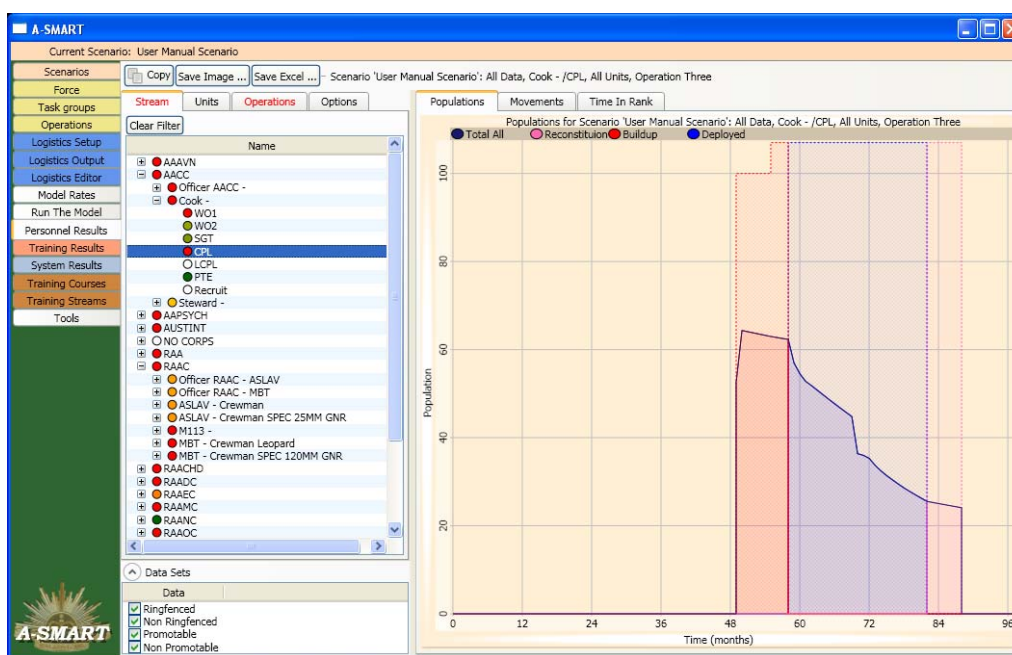 A-SMART
Current Scenario: User Manual Scenario
Scenarios
Force
Task groups
Operations
Logistics Setup
Logistics Output
Logistics Editor
Model Rates
Run The Model
Personnel Results
Training Results
System Results
Training Courses
Training Streams
Tools
A-SMART
Copy Save Image ... Save Excel ... - Scenario 'User Manual Scenario': All Data, Cook - /CPL, All Units, Operation Three
Stream Units Operations Options
Clear Filter
Name
AAAVN
AACC
Officer AACC -
Cook -
WO1
WO2
SGT
CPL
LCPL
PTE
Recruit
Steward -
AAPSYCH
AUSTINT
NO CORPS
RAA
RAAC
Officer RAAC - ASLAV
Officer RAAC - MBT
ASLAV - Crewman
ASLAV - Crewman SPEC 25MM GNR
M113 -
MBT - Crewman Leopard
MBT - Crewman SPEC 120MM GNR
RAACHD
RAADC
RAAEC
RAAMC
RAANC
RAAOC
Data Sets
Data
Ringfenced
Non Ringfenced
Promotable
Non Promotable
Populations Movements Time In Rank
Populations for Scenario 'User Manual Scenario': All Data, Cook - /CPL, All Units, Operation Three
Total All Reconstituion Buildup Deployed
Population
100
80
60
40
20
0
0 12 24 36 48 60 72 84 96
Time (months)